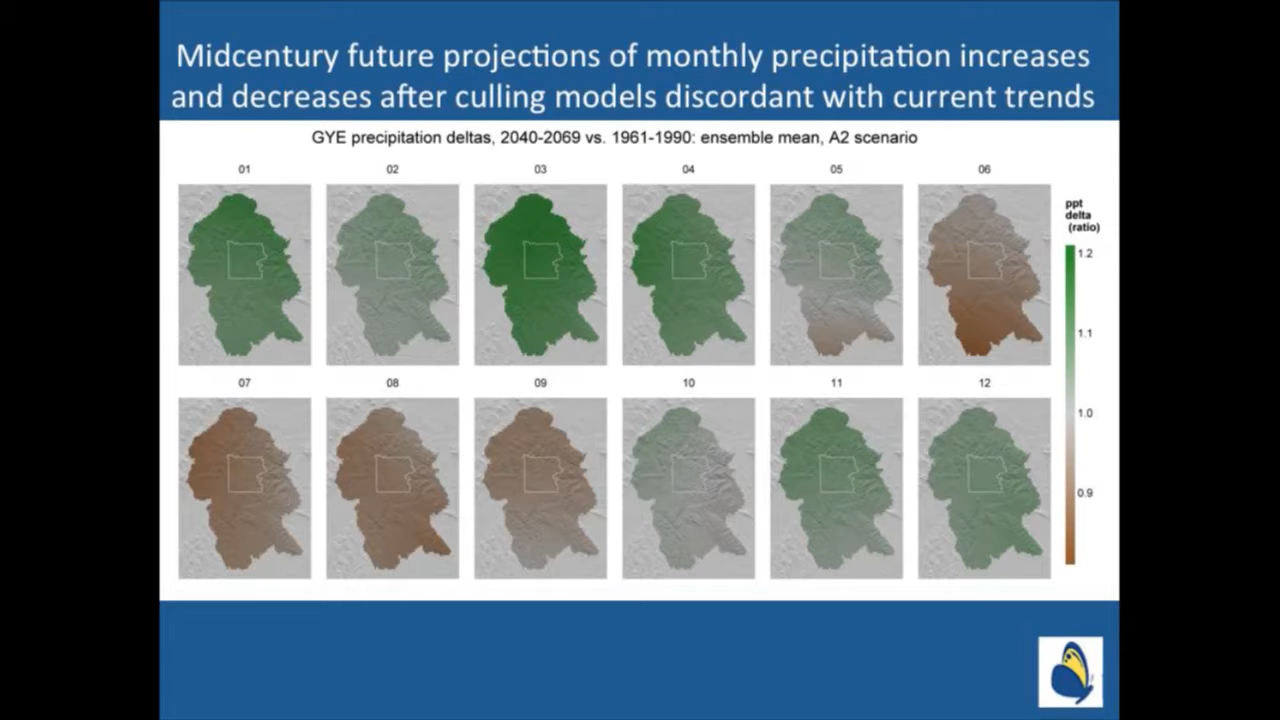 Midcentury future projections of monthly precipitation increases
and decreases after culling models discordant with current trends
GYE precipitation deltas, 2040-2069 vs. 1961-1990: ensemble mean, A2 scenario
01 02 03 04 05 06
ppt
delta
(ratio)
1.2
1.1
1.0
0.9
07 08 09 10 11 12